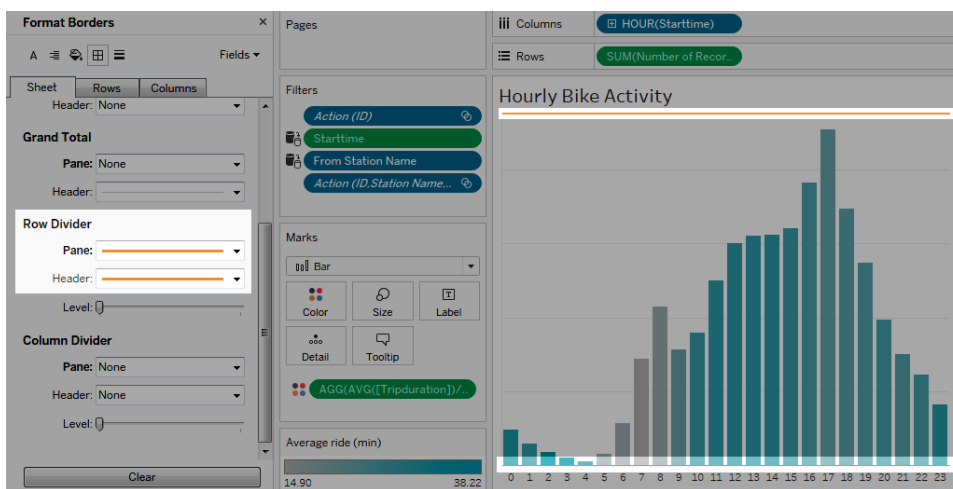 Format Borders ×
A Fields
Sheet Rows Columns
Header: None
Grand Total
Pane: None
Header:
Row Divider
Pane:
Header:
Level:
Column Divider
Pane: None
Header: None
Level:
Clear
Pages
Filters
Action (ID)
Starttime
From Station Name
Action (ID,Station Name...
Marks
Bar
Color Size Label
Detail Tooltip
AGG(AVG([Tripduration])/..
Average ride (min)
14.90 38.22
Columns HOUR(Starttime)
Rows SUM(Number of Recor..
Hourly Bike Activity
0 1 2 3 4 5 6 7 8 9 10 11 12 13 14 15 16 17 18 19 20 21 22 23